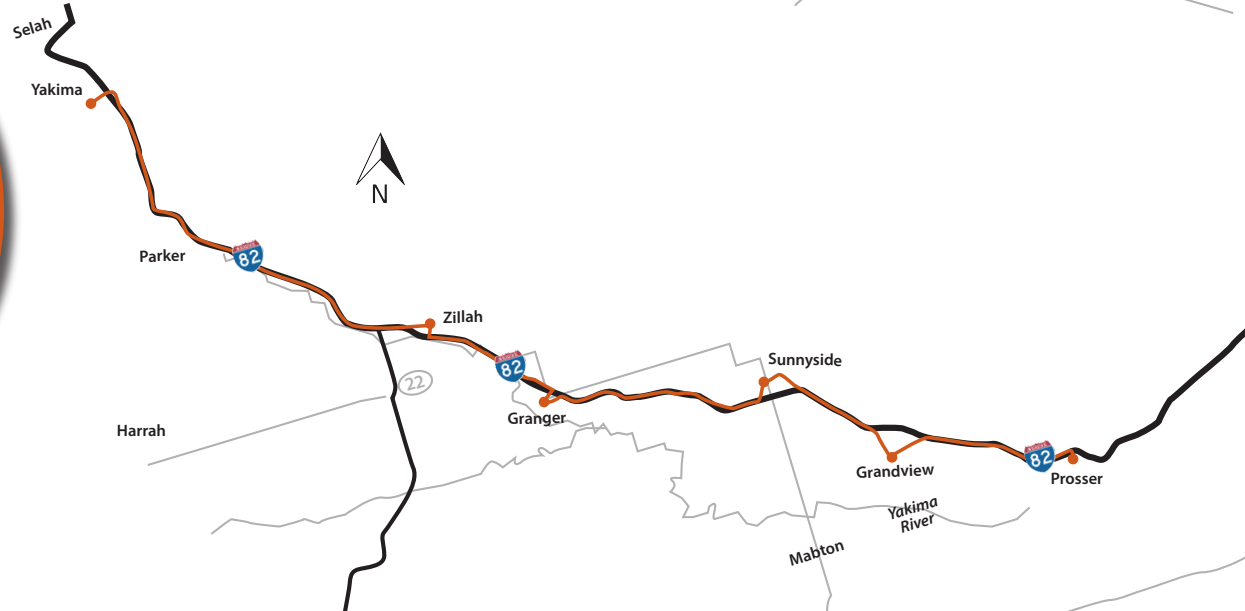 Selah
Yakima
N
Parker
82
Zillah
82
22
Sunnyside
Granger
Harrah
Grandview
82
Prosser
Yakima
River
Mabton